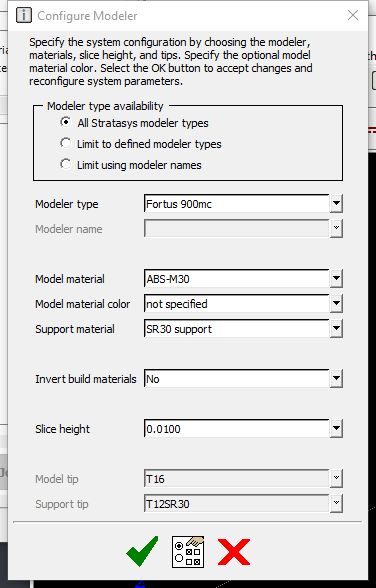 Configure Modeler
Specify the system configuration by choosing the modeler,
materials, slice height, and tips. Specify the optional model
material color. Select the OK button to accept changes and
reconfigure system parameters.
Modeler type availability
All Stratasys modeler types
Limit to defined modeler types
Limit using modeler names
Modeler type Fortus 900mc
Modeler name
Model material ABS-M30
Model material color not specified
Support material SR30 support
Invert build materials No
Slice height 0.0100
Model tip T16
Support tip T12SR30